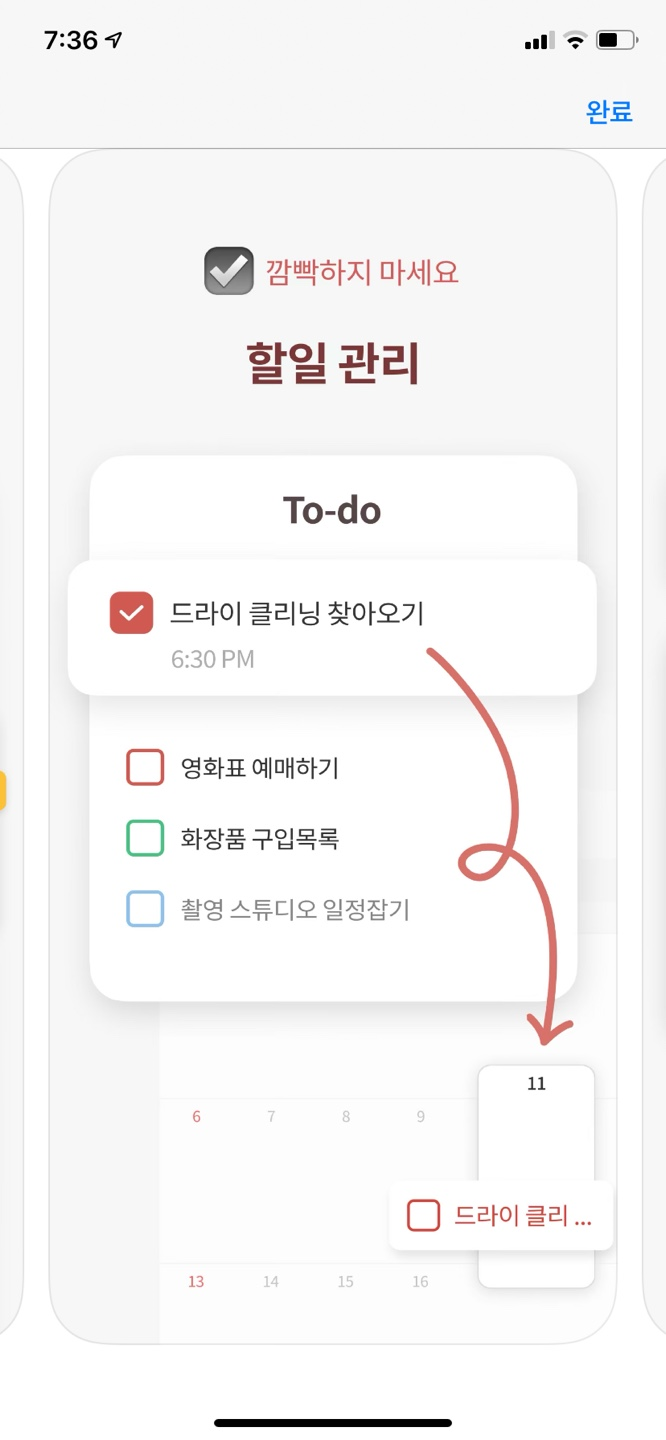 7:36
완료
깜빡하지 마세요
할일 관리
To-do
드라이 클리닝 찾아오기
6:30 PM
영화표 예매하기
화장품 구입목록
촬영 스튜디오 일정잡기
11
6 7 8 9
드라이 클리 ...
13 14 15 16